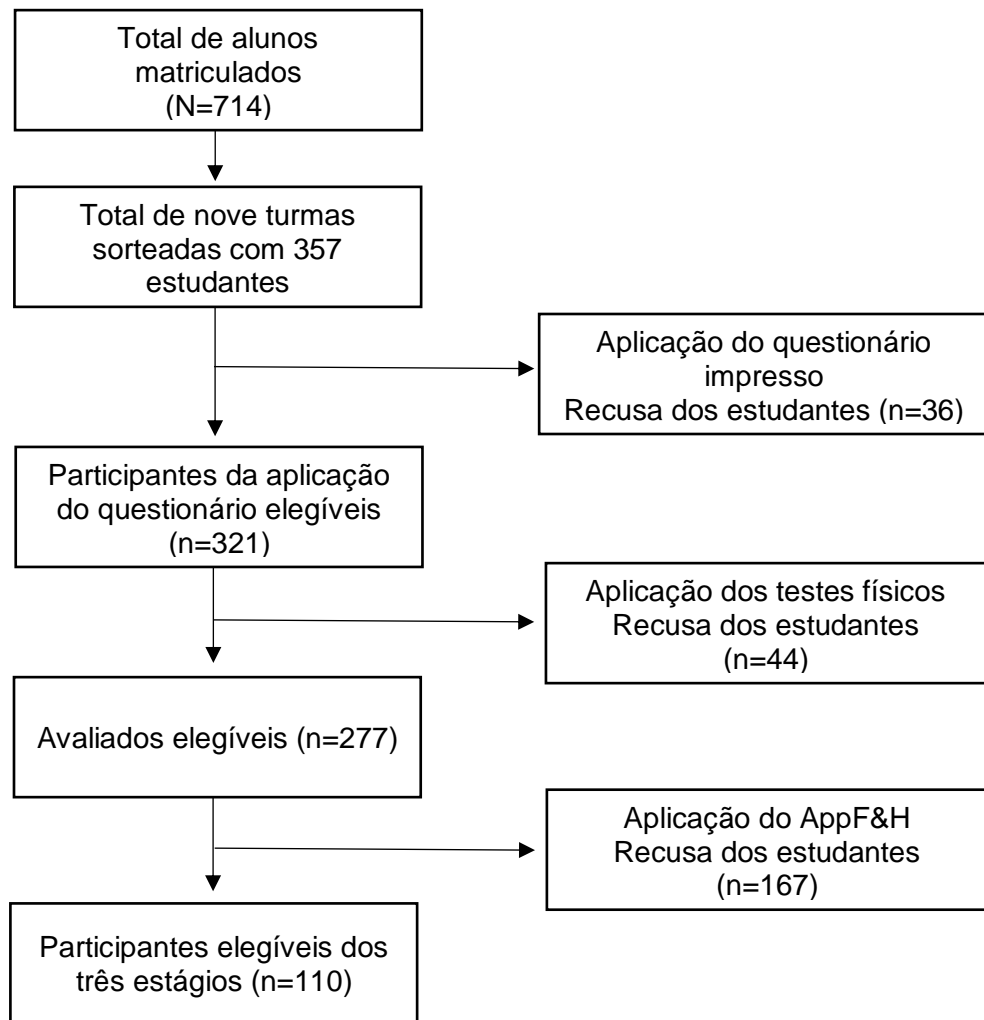 Total de alunos
matriculados
(N=714)
Total de nove turmas
sorteadas com 357
estudantes
Aplicação do questionário
impresso
Recusa dos estudantes (n=36)
Participantes da aplicação
do questionário elegíveis
(n=321)
Aplicação dos testes físicos
Recusa dos estudantes
(n=44)
Avaliados elegíveis (n=277)
Aplicação do AppF&H
Recusa dos estudantes
(n=167)
Participantes elegíveis dos
três estágios (n=110)